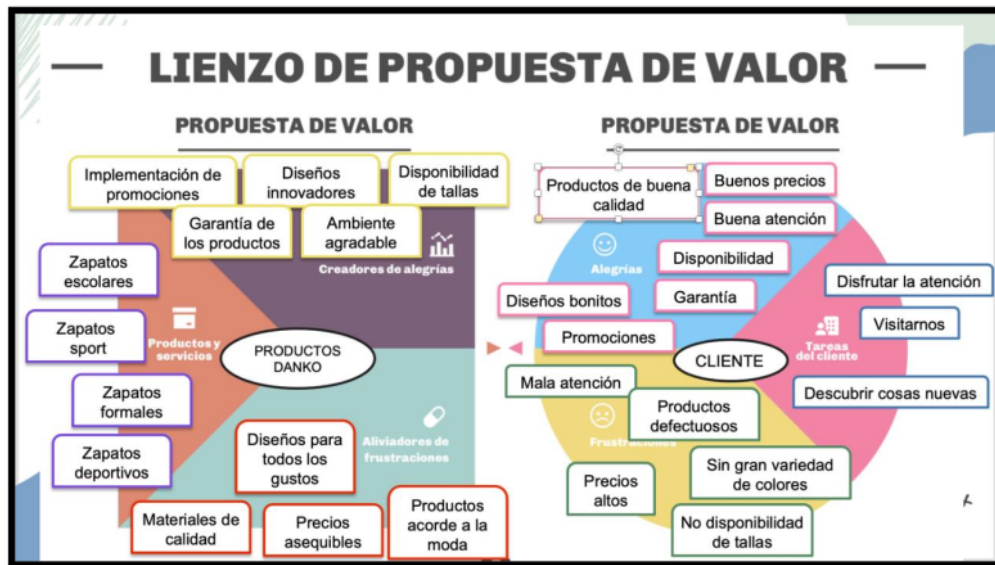 LIENZO DE PROPUESTA DE VALOR
PROPUESTA DE VALOR
Implementación de
promociones
Diseños
innovadores
Disponibilidad
de tallas
Garantía de
los productos
Ambiente
agradable
Creadores de alegrías
Zapatos
escolares
Zapatos
sport
Zapatos
formales
Zapatos
deportivos
Productos y
servicios
PRODUCTOS
DANKO
Aliviadores de
frustraciones
Diseños para
todos los
gustos
Materiales de
calidad
Precios
asequibles
Productos
acorde a la
moda
PROPUESTA DE VALOR
Productos de buena
calidad
Buenos precios
Buena atención
Alegrías
Disponibilidad
Diseños bonitos
Garantía
Promociones
Disfrutar la atención
Visitarnos
Tareas
del cliente
Descubrir cosas nuevas
CLIENTE
Mala atención
Productos
defectuosos
Frustraciones
Precios
altos
Sin gran variedad
de colores
No disponibilidad
de tallas